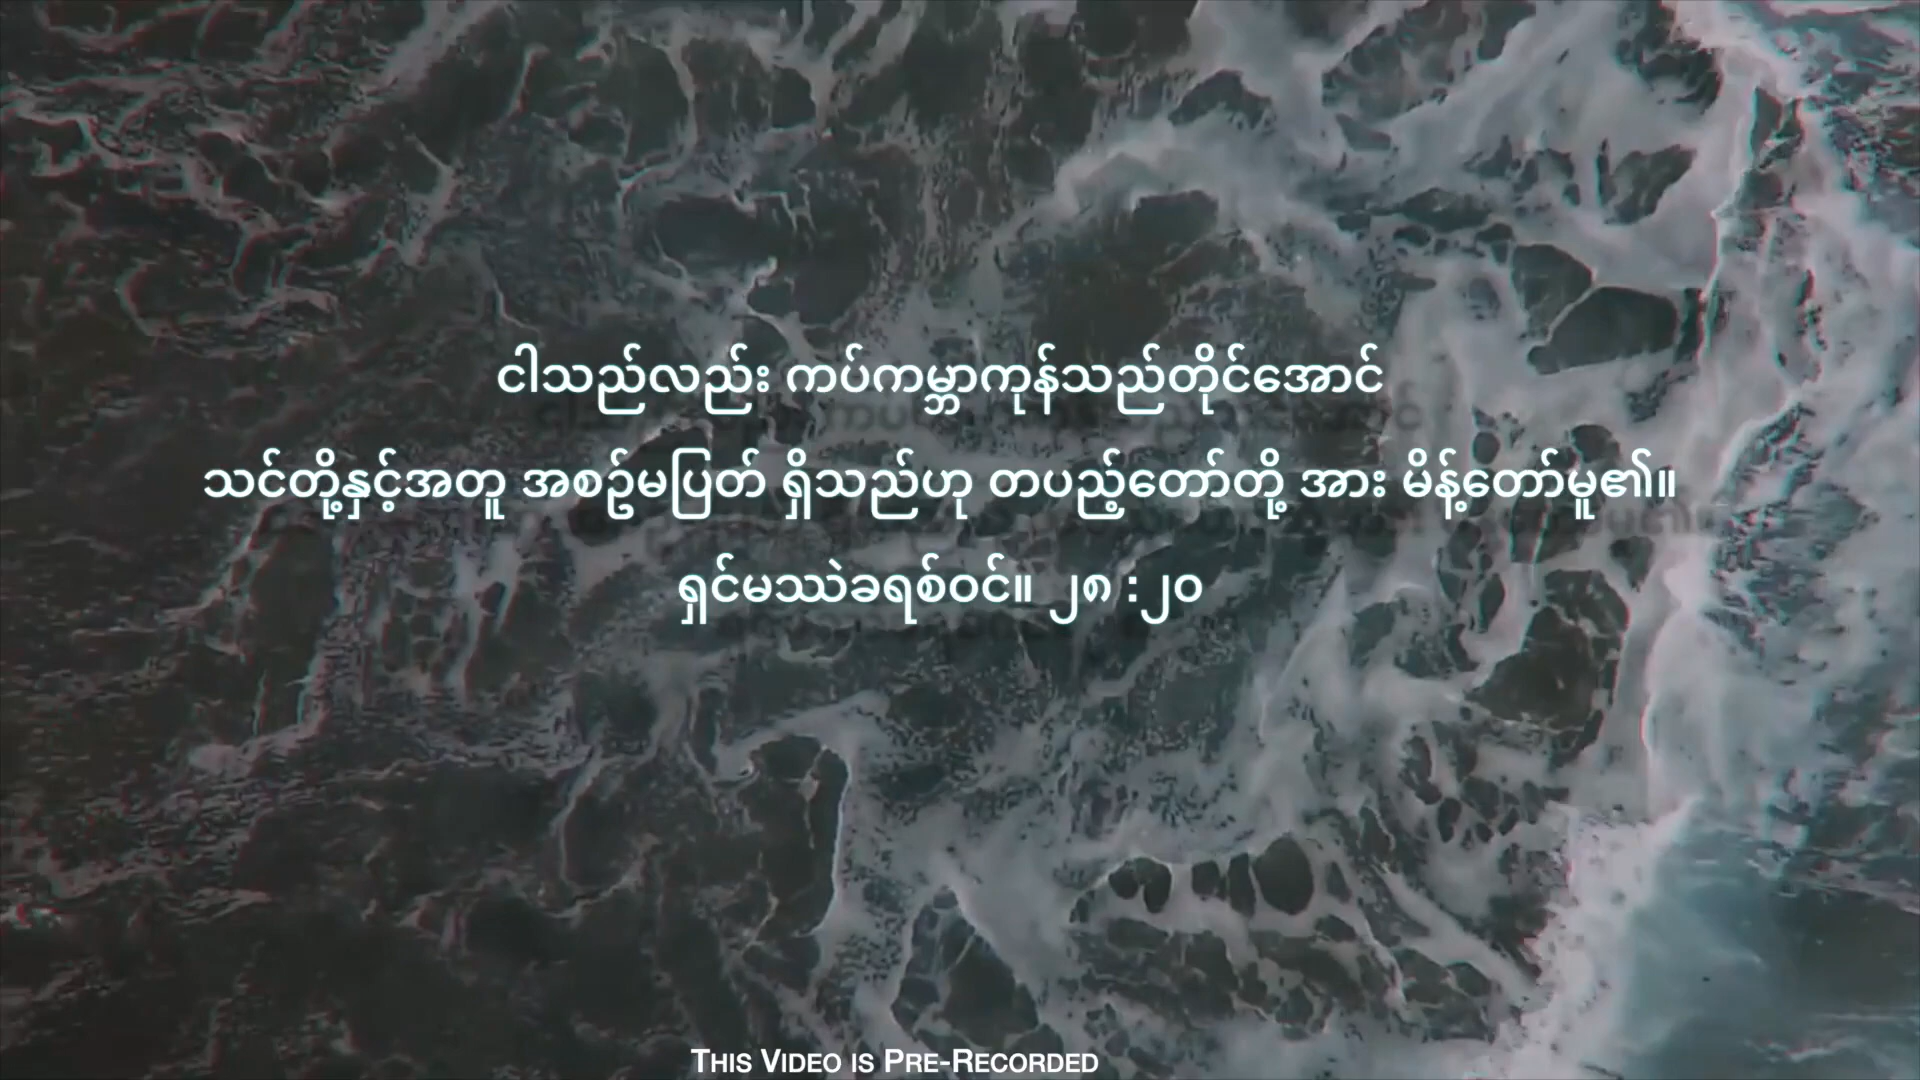 ငါသည်လည်း ကပ်ကမ္ဘာကုန်သည်တိုင်အောင်
သင်တို့နှင့်အတူ အစဥ်မပြတ် ရှိသည်ဟု တပည့်တော်တို့ အား မိန့်တော်မူ၏။
ရှင်မဿဲခရစ်ဝင်။ ၂၈ :၂၀
THIS VIDEO IS PRE-RECORDED